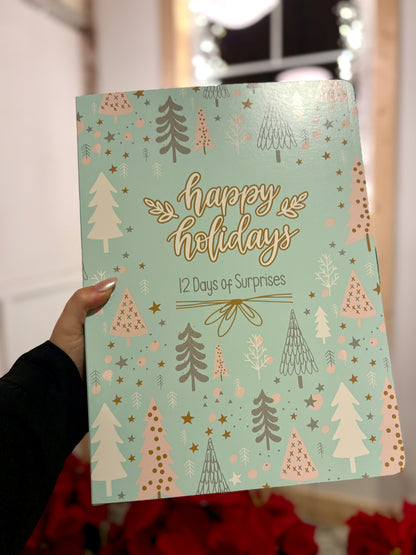 happy
holidays
12 Days of Surprises